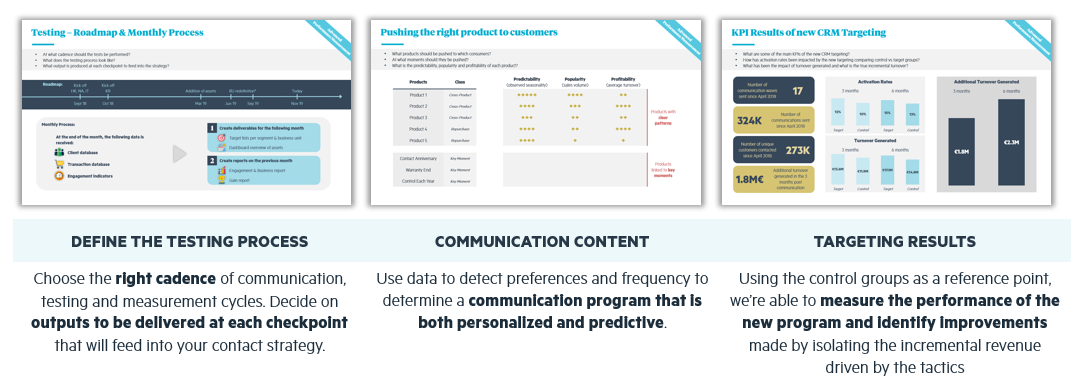 Testing – Roadmap & Monthly Process
At what cadence should the tests be performed?
What does the testing process look like?
What output is produced at each checkpoint to feed into the strategy?
Roadmap:
Kick off
Kick off
Addition of assets
Today
Sept 18
Oct 18
Mar 19
Jun 19
Sep 19
Nov 19
Monthly Process:
At the end of the month, the following data is
received:
Client database
Transaction database
Engagement Indicators
1 Create deliverables for the following month
Target lists per segment & business unit
Dashboard overview of assets
2 Create reports on the previous month
Engagement & business report
Pushing the right product to customers
What products should be pushed to which consumers?
At what moments should they be pushed?
What is the predictability, popularity and profitability of each product?
Products Class Predictability Popularity Profitability
(observed seasonality) (sales volume) (average turnover)
Product 1 Cross-Product
Product 2 Cross-Product
Product 3 Cross-Product
Product 4 Repurchase
Product 5 Repurchase
Products with
clear
patterns
Contact Anniversary Key Moment
Warranty End Key Moment
Control Each Year Key Moment
Products
linked to key
moments
KPI Results of new CRM Targeting
What are some of the main KPIs of the new CRM targeting?
How has activation rates been impacted by the new targeting comparing control vs target groups?
What has been the impact of turnover generated and what is the true incremental turnover?
Number of
communication waves
sent since April 2018
17
324K
Number of
communications sent
since April 2018
Number of unique
customers contacted
since April 2018
273K
1.8M€
Additional turnover
generated in the 3
months post
communication
Activation Rates
3 months 6 months
Target Control Target Control
Turnover Generated
3 months 6 months
Target Control Target Control
Additional Turnover Generated
3 months 6 months
€1.8M
€2.3M
DEFINE THE TESTING PROCESS
Choose the right cadence of communication,
testing and measurement cycles. Decide on
outputs to be delivered at each checkpoint
that will feed into your contact strategy.
COMMUNICATION CONTENT
Use data to detect preferences and frequency to
determine a communication program that is
both personalized and predictive.
TARGETING RESULTS
Using the control groups as a reference point,
we're able to measure the performance of the
new program and identify improvements
made by isolating the incremental revenue
driven by the tactics